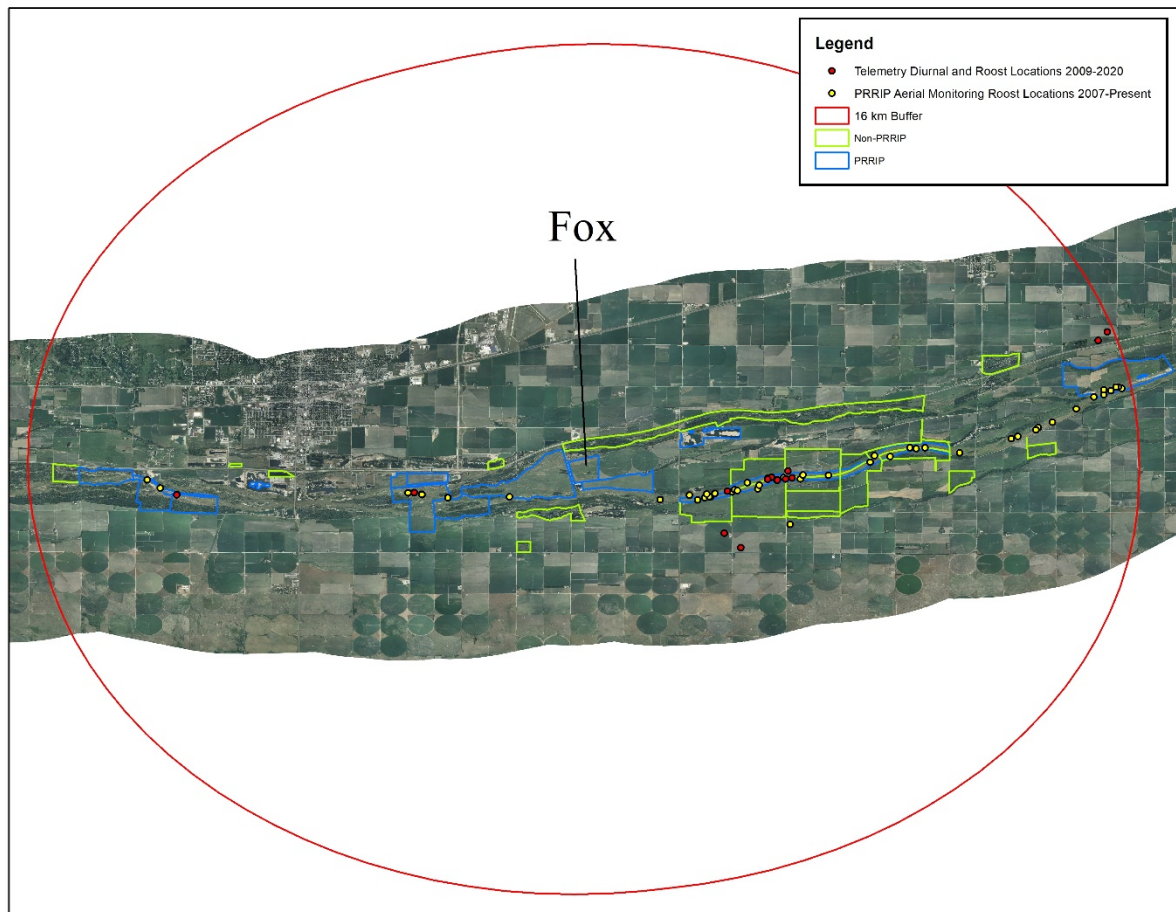 Legend
Telemetry Diurnal and Roost Locations 2009-2020
PRRIP Aerial Monitoring Roost Locations 2007-Present
16 km Buffer
Non-PRRIP
PRRIP
Fox